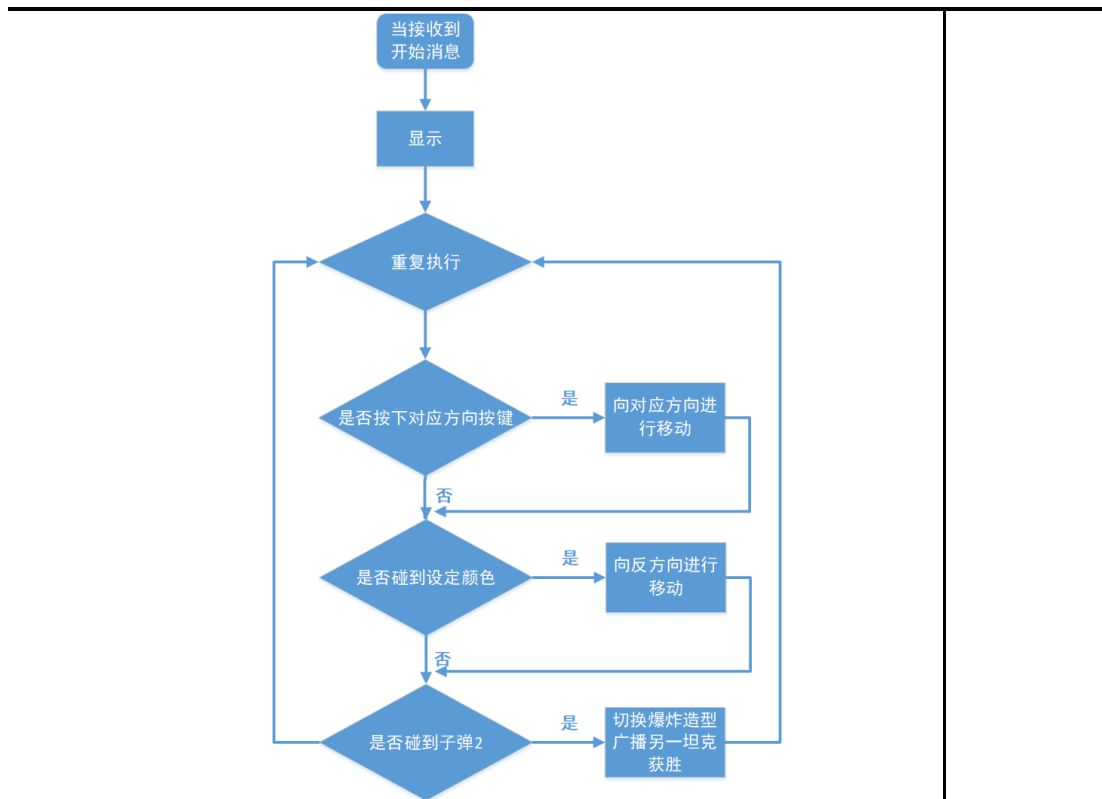 当接收到
开始消息
显示
重复执行
是否按下对应方向按键
是
向对应方向进
行移动
否
是否碰到设定颜色
是
向反方向进行
移动
否
是否碰到子弹2
是
切换爆炸造型
广播另一坦克
获胜